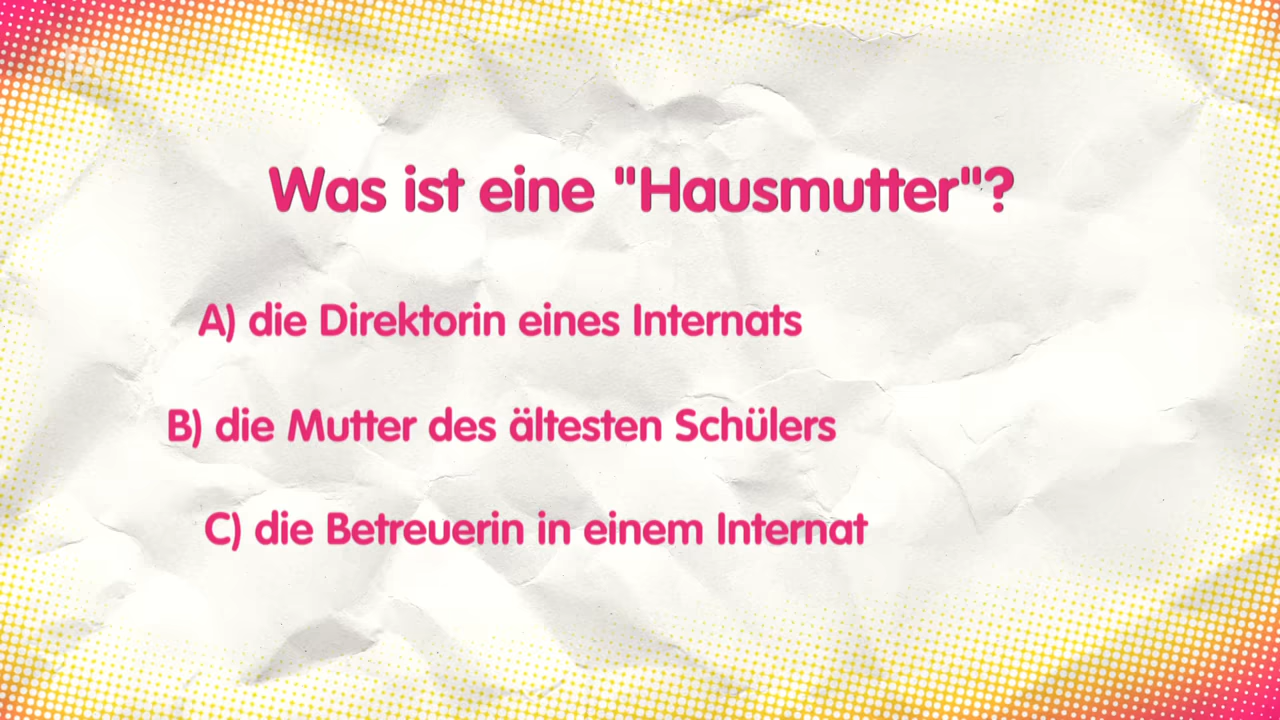 Was ist eine "Hausmutter"?
A) die Direktorin eines Internats
B) die Mutter des ältesten Schülers
C) die Betreuerin in einem Internat